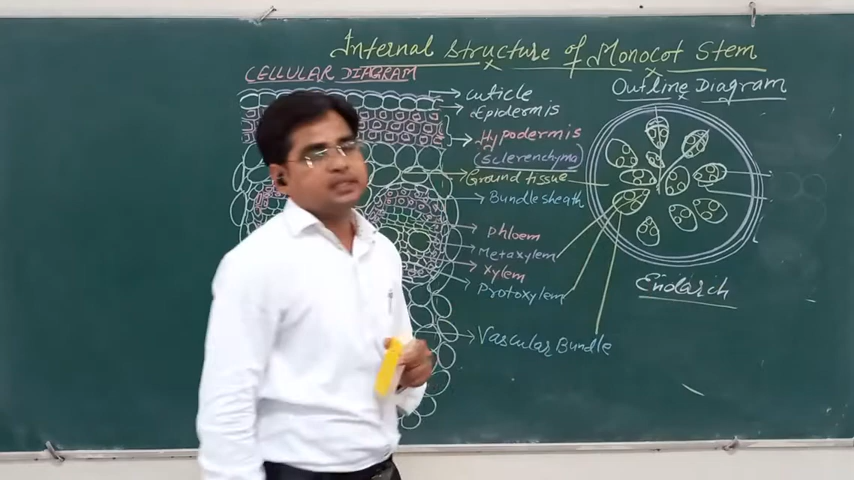 Internal Structure of Monocot Stem
CELLULAR DIAGRAM
Outline Diagram
cuticle
Epidermis
Hypodermis
(Sclerenchyma)
Ground tissue
Bundle sheath
Phloem
Metaxylem
Xylem
Protoxylem
Vascular Bundle
Endarch